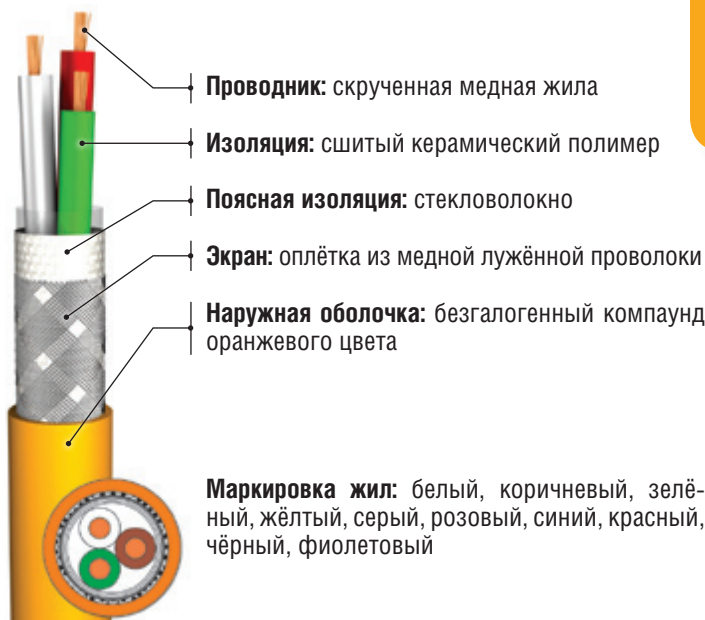 Проводник: скрученная медная жила
Изоляция: сшитый керамический полимер
Поясная изоляция: стекловолокно
Экран: оплётка из медной лужённой проволоки
Наружная оболочка: безгалогенный компаунд
оранжевого цвета
Маркировка жил: белый, коричневый, зелё-
ный, жёлтый, серый, розовый, синий, красный,
чёрный, фиолетовый